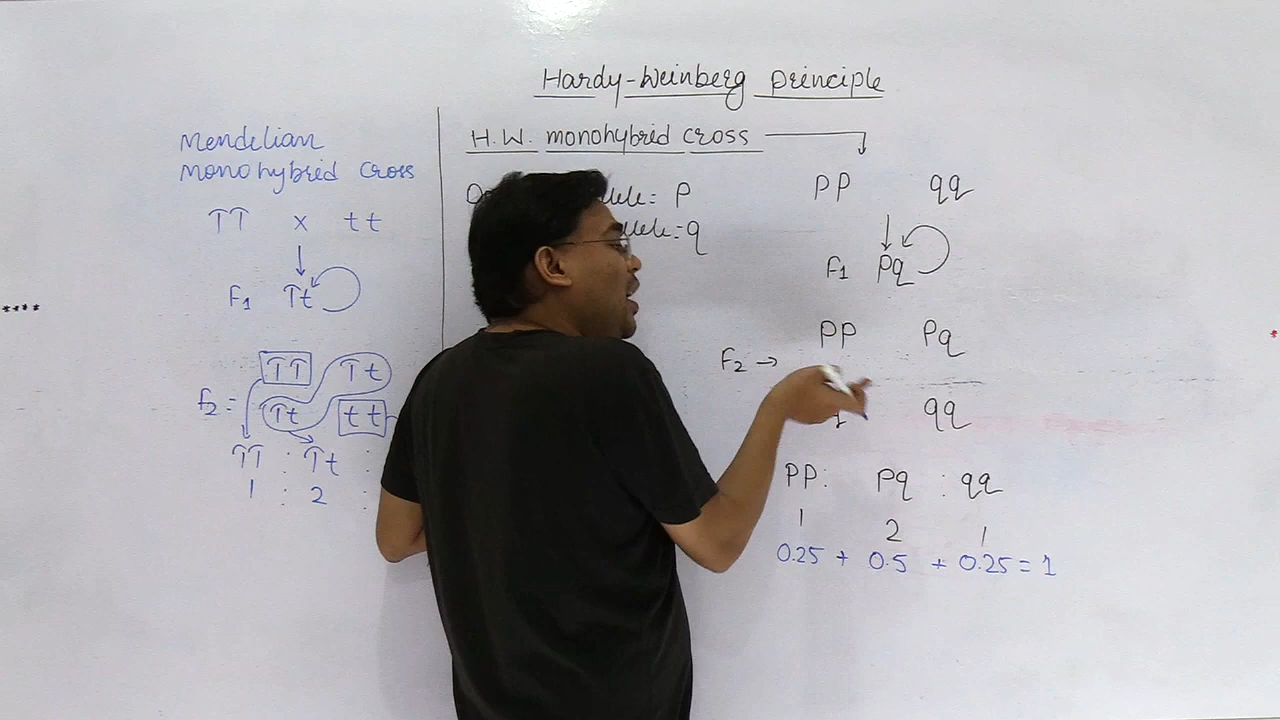 Hardy-Weinberg principle
Mendelian
monohybrid cross
TT x tt
F1 Tt
F2 = TT Tt
Tt tt
TT : Tt :
1 : 2 :
H.W. monohybrid cross
= P
= q
PP qq
F1 Pq
PP Pq
F2 →
qq
PP : Pq : qq
1 2 1
0.25 + 0.5 + 0.25 = 1
****
*